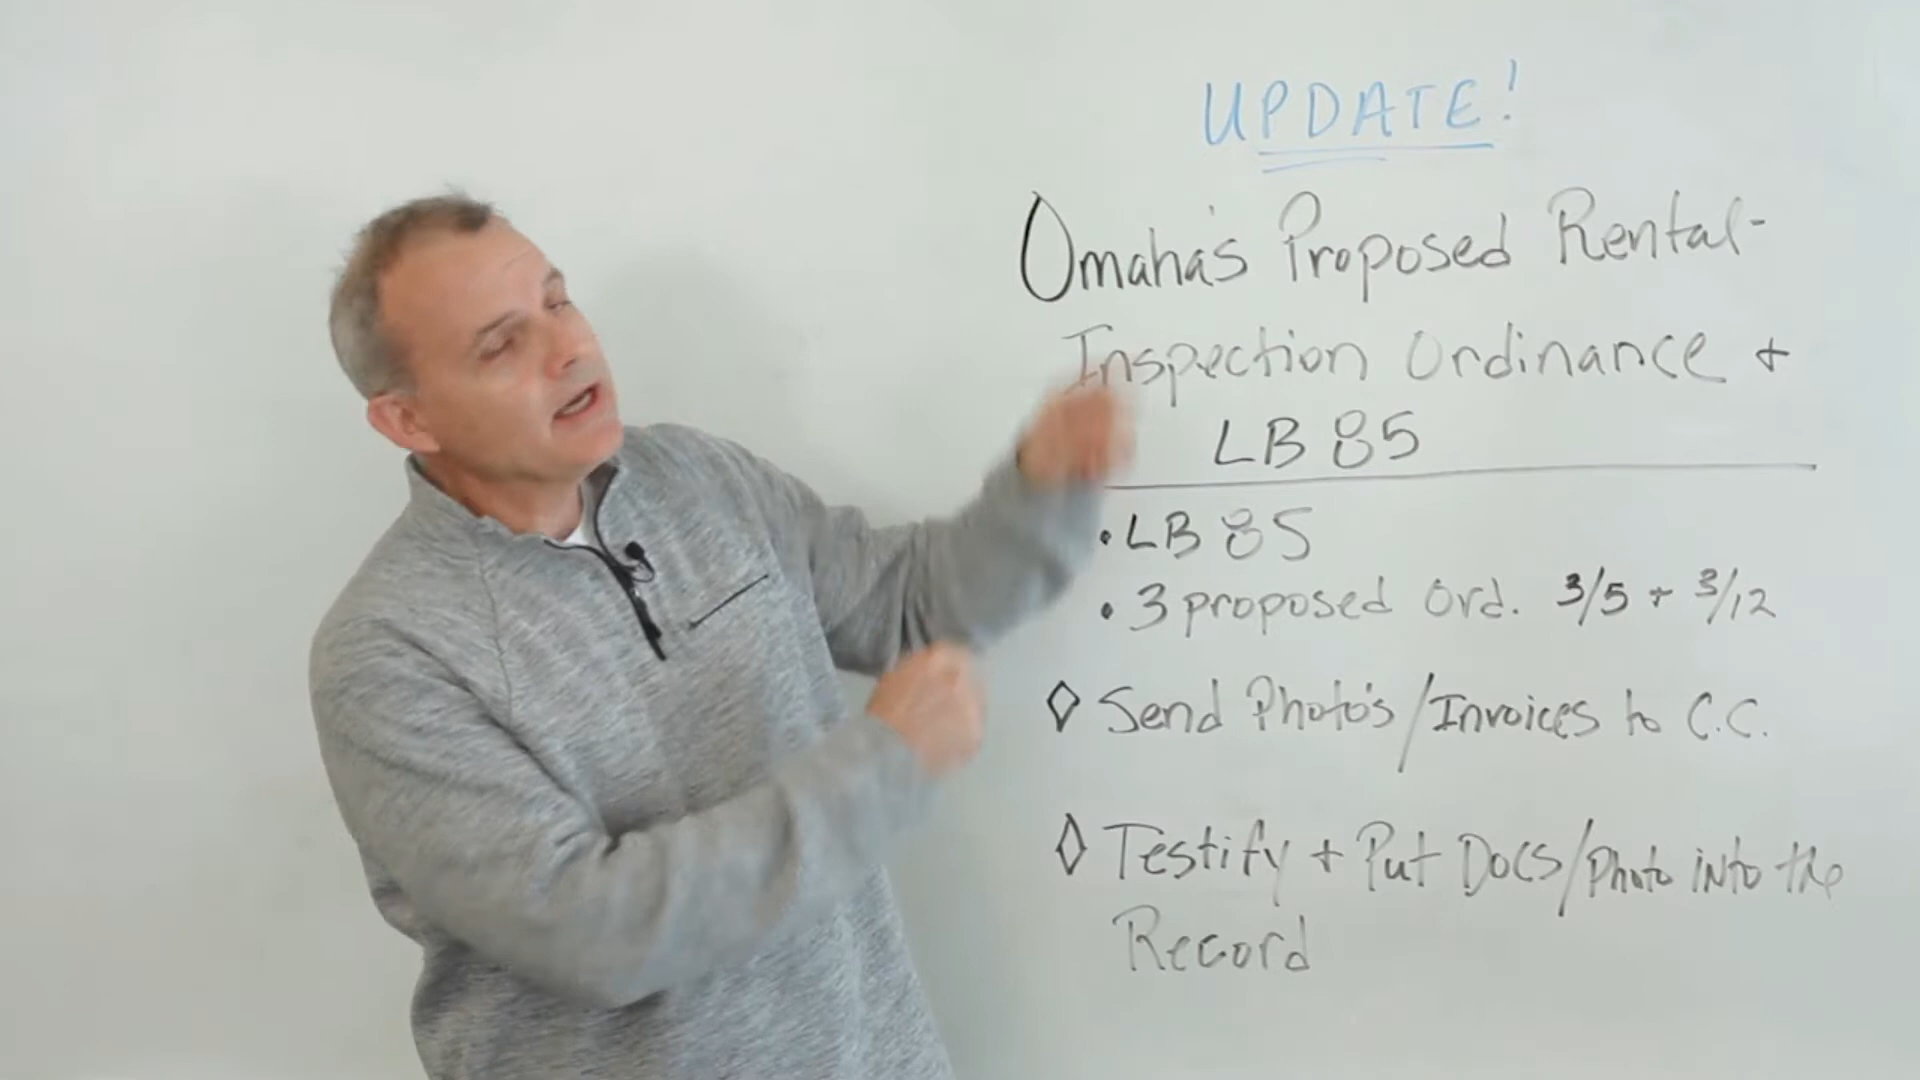 UPDATE!
Omaha's Proposed Rental-
Inspection Ordinance +
LB 85
• LB 85
• 3 proposed Ord. 3/5 + 3/12
◊ Send Photo's/Invoices to C.C.
◊ Testify + Put Docs/Photo into the
Record